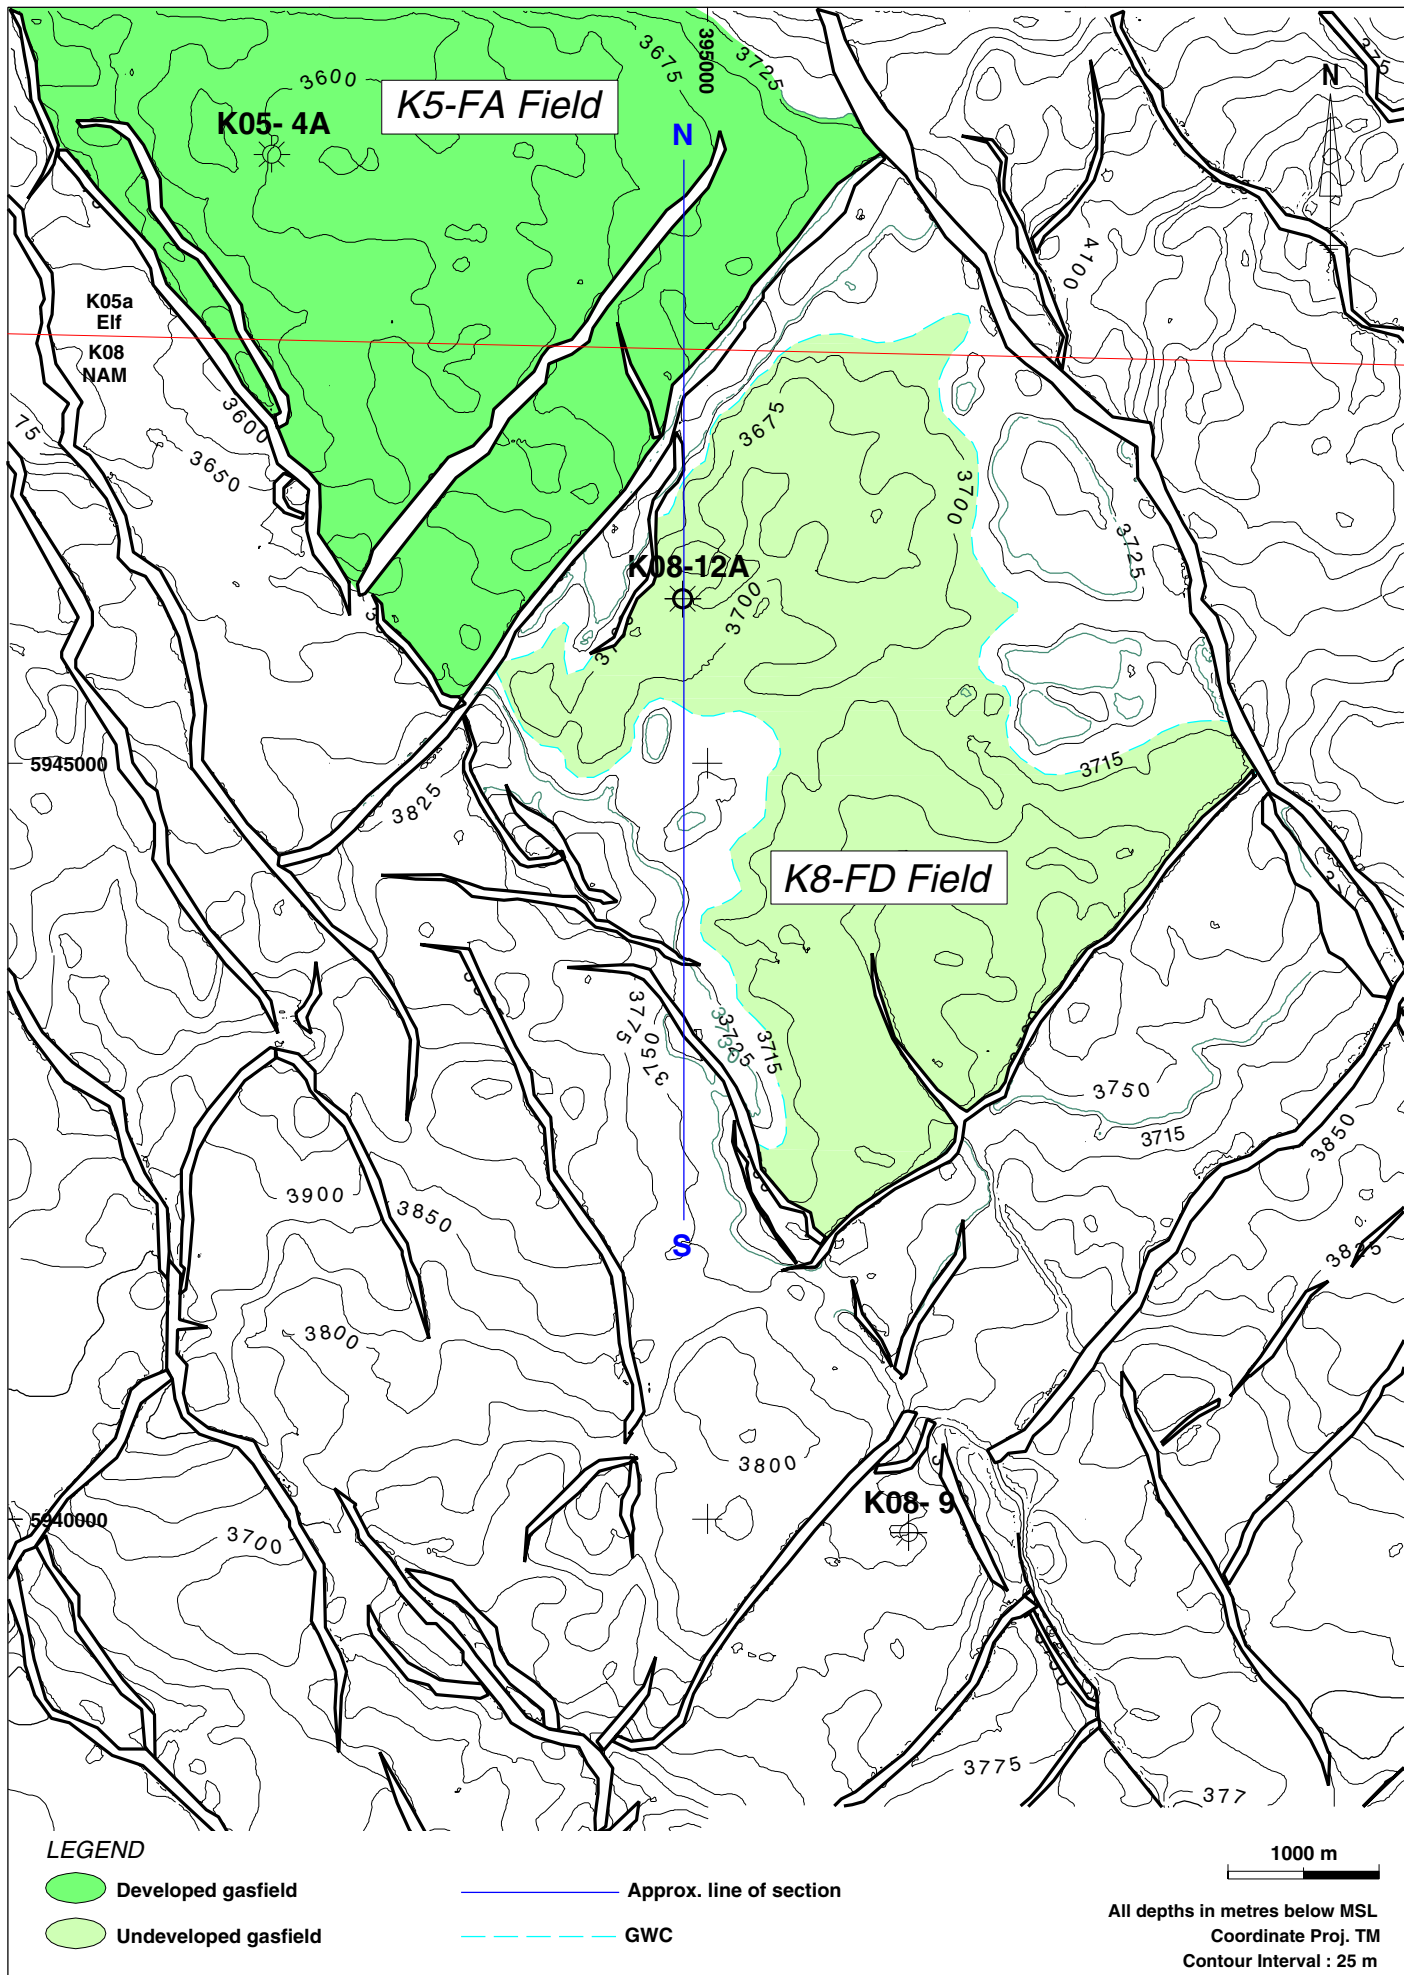 3600
3675
395000
3725
N
K5-FA Field
K05- 4A
N
4100
K05a
Elf
K08
NAM
3600
3650
75
3675
3700
3725
K08-12A
3700
3715
5945000
3825
K8-FD Field
3775
3750
3725
3730
3715
3750
3715
3850
3900
3850
S
3825
3800
3800
K08- 9
5940000
3700
3775
377
LEGEND
Developed gasfield
Approx. line of section
Undeveloped gasfield
GWC
1000 m
All depths in metres below MSL
Coordinate Proj. TM
Contour Interval : 25 m